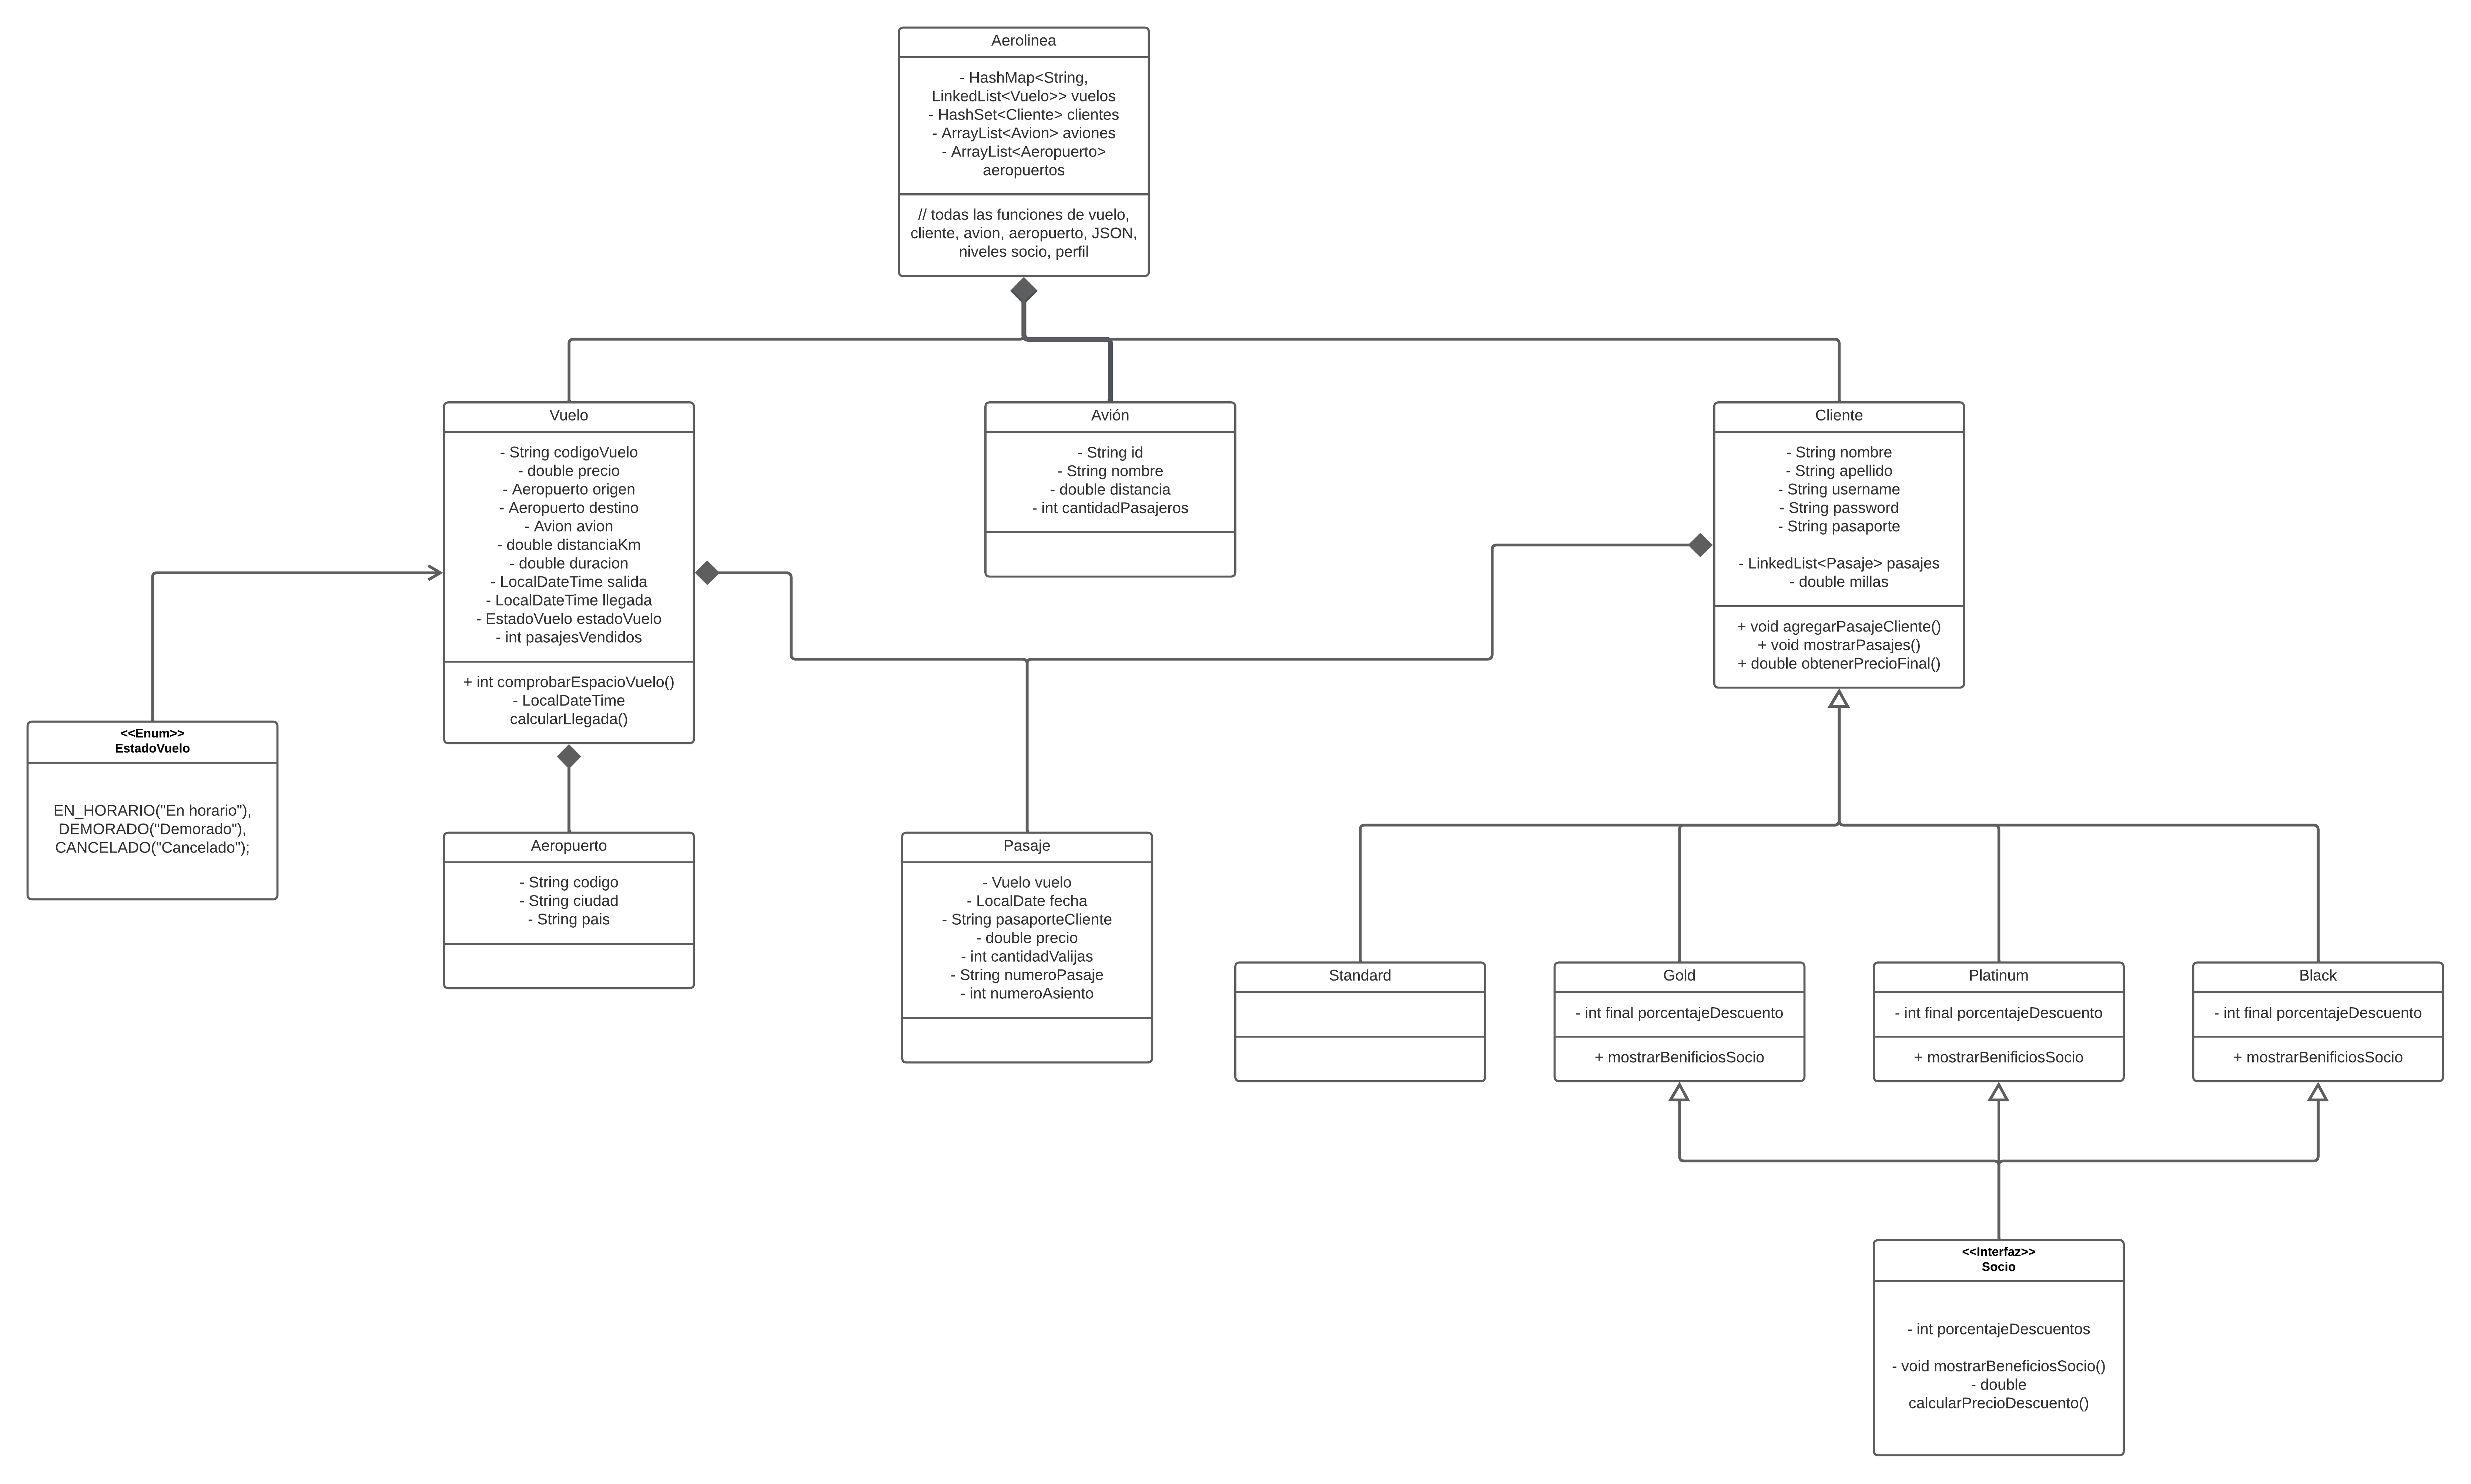 Aerolinea
- HashMap<String,
LinkedList<Vuelo>> vuelos
- HashSet<Cliente> clientes
- ArrayList<Avion> aviones
- ArrayList<Aeropuerto>
aeropuertos
// todas las funciones de vuelo,
cliente, avion, aeropuerto, JSON,
niveles socio, perfil
Vuelo
- String codigoVuelo
- double precio
- Aeropuerto origen
- Aeropuerto destino
- Avion avion
- double distanciaKm
- double duracion
- LocalDateTime salida
- LocalDateTime llegada
- EstadoVuelo estadoVuelo
- int pasajesVendidos
+ int comprobarEspacioVuelo()
- LocalDateTime
calcularLlegada()
Avión
- String id
- String nombre
- double distancia
- int cantidadPasajeros
Cliente
- String nombre
- String apellido
- String username
- String password
- String pasaporte
- LinkedList<Pasaje> pasajes
- double millas
+ void agregarPasajeCliente()
+ void mostrarPasajes()
+ double obtenerPrecioFinal()
<<Enum>>
EstadoVuelo
EN_HORARIO("En horario"),
DEMORADO("Demorado"),
CANCELADO("Cancelado");
Aeropuerto
- String codigo
- String ciudad
- String pais
Pasaje
- Vuelo vuelo
- LocalDate fecha
- String pasaporteCliente
- double precio
- int cantidadValijas
- String numeroPasaje
- int numeroAsiento
Standard
Gold
- int final porcentajeDescuento
+ mostrarBenificiosSocio
Platinum
- int final porcentajeDescuento
+ mostrarBenificiosSocio
Black
- int final porcentajeDescuento
+ mostrarBenificiosSocio
<<Interfaz>>
Socio
- int porcentajeDescuentos
- void mostrarBeneficiosSocio()
- double
calcularPrecioDescuento()